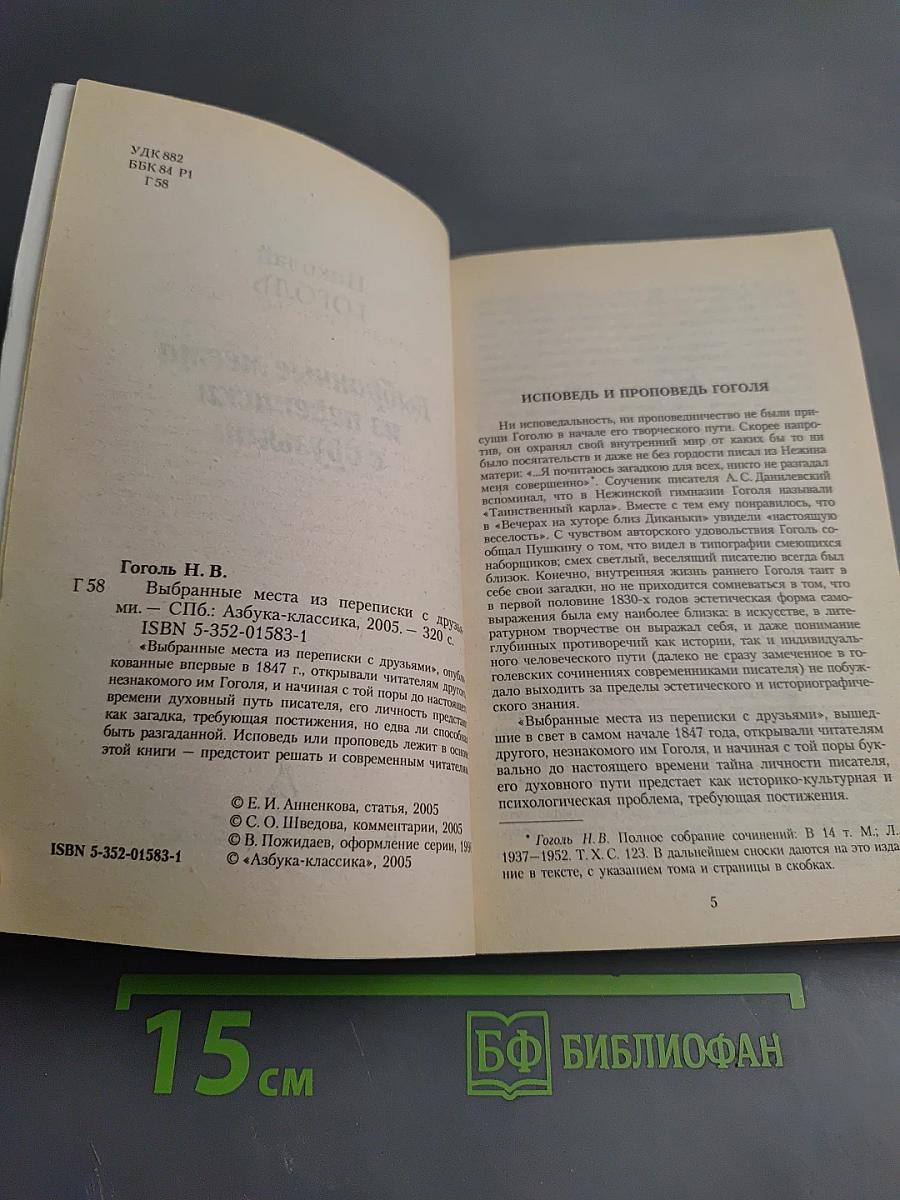 УДК 882
ББК 84 Р1
Г 58
Гоголь Н. В.
Г 58 Выбранные места из переписки с друзья-
ми. — СПб.: Азбука-классика, 2005. — 320 с.
ISBN 5-352-01583-1
«Выбранные места из переписки с друзьями», опубли
кованные впервые в 1847 г., открывали читателям другого,
незнакомого им Гоголя, и начиная с той поры до настоящего
времени духовный путь писателя, его личность предстает
как загадка, требующая постижения, но едва ли способная
быть разгаданной. Исповедь или проповедь лежит в основе
этой книги — предстоит решать и современным читателям
© Е. И. Анненкова, статья, 2005
© С. О. Шведова, комментарии, 2005
© В. Пожидаев, оформление серии, 199
ISBN 5-352-01583-1 © «Азбука-классика», 2005
ИСПОВЕДЬ И ПРОПОВЕДЬ ГОГОЛЯ
Ни исповедальность, ни проповедничество не были при-
сущи Гоголю в начале его творческого пути. Скорее напро-
тив, он охранял свой внутренний мир от каких бы то ни
было посягательств и даже не без гордости писал из Нежина
матери: «...Я почитаюсь загадкою для всех, никто не разгадал
меня совершенно»*. Соученик писателя А. С. Данилевский
вспоминал, что в Нежинской гимназии Гоголя называли
«Таинственный карла». Вместе с тем ему понравилось, что
в «Вечерах на хуторе близ Диканьки» увидели «настоящую
веселость». С чувством авторского удовольствия Гоголь со-
общал Пушкину о том, что видел в типографии смеющихся
наборщиков; смех светлый, веселящий писателю всегда был
близок. Конечно, внутренняя жизнь раннего Гоголя таит в
себе свои загадки, но не приходится сомневаться в том, что
в первой половине 1830-х годов эстетическая форма само-
выражения была ему наиболее близка: в искусстве, в лите-
ратурном творчестве он выражал себя, и даже понимание
глубинных противоречий как истории, так и индивидуаль-
ного человеческого пути (далеко не сразу замеченное в го-
голевских сочинениях современниками писателя) не побуж-
дало выходить за пределы эстетического и историографиче-
ского знания.
«Выбранные места из переписки с друзьями», вышед-
шие в свет в самом начале 1847 года, открывали читателям
другого, незнакомого им Гоголя, и начиная с той поры бук-
вально до настоящего времени тайна личности писателя,
его духовного пути предстает как историко-культурная и
психологическая проблема, требующая постижения.
* Гоголь Н. В. Полное собрание сочинений: В 14 т. М.; Л.
1937—1952. Т. X. С. 123. В дальнейшем сноски даются на это изда
ние в тексте, с указанием тома и страницы в скобках.
5
15 см
БФ БИБЛИОФАН